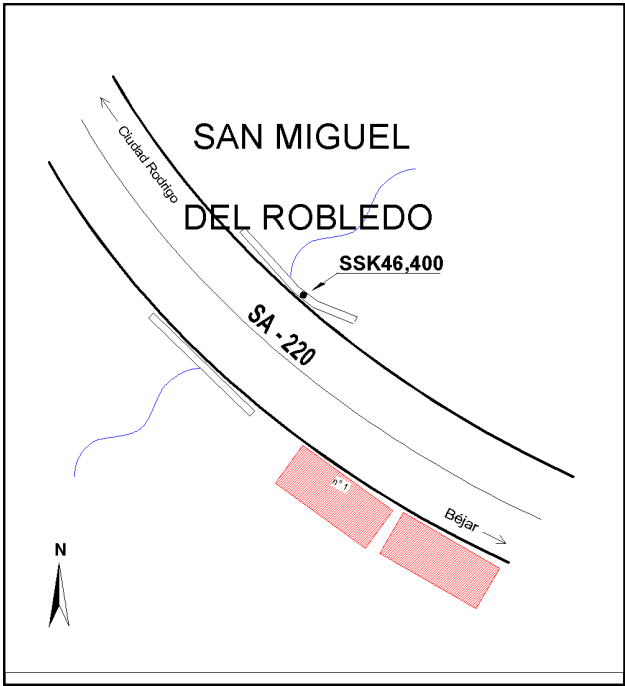 SAN MIGUEL
Ciudad Rodrigo
DEL ROBLEDO
SSK46,400
SA - 220
nº 1
Béjar
N